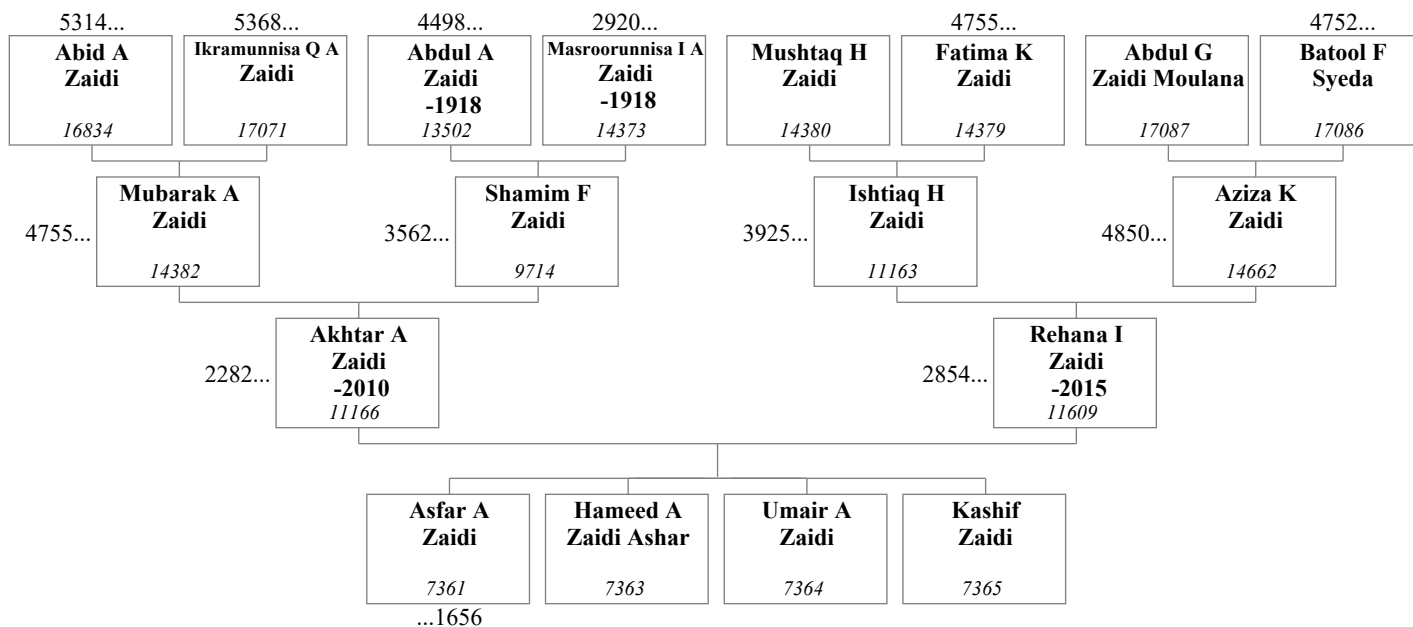 5314...
5368...
4498...
2920...
4755...
4752...
Abid A
Zaidi
16834
Ikramunnisa Q A
Zaidi
17071
Abdul A
Zaidi
-1918
13502
Masroorunnisa I A
Zaidi
-1918
14373
Mushtaq H
Zaidi
14380
Fatima K
Zaidi
14379
Abdul G
Zaidi Moulana
17087
Batool F
Syeda
17086
4755...
Mubarak A
Zaidi
14382
3562...
Shamim F
Zaidi
9714
3925...
Ishtiaq H
Zaidi
11163
4850...
Aziza K
Zaidi
14662
2282...
Akhtar A
Zaidi
-2010
11166
2854...
Rehana I
Zaidi
-2015
11609
Asfar A
Zaidi
7361
Hameed A
Zaidi Ashar
7363
Umair A
Zaidi
7364
Kashif
Zaidi
7365
...1656